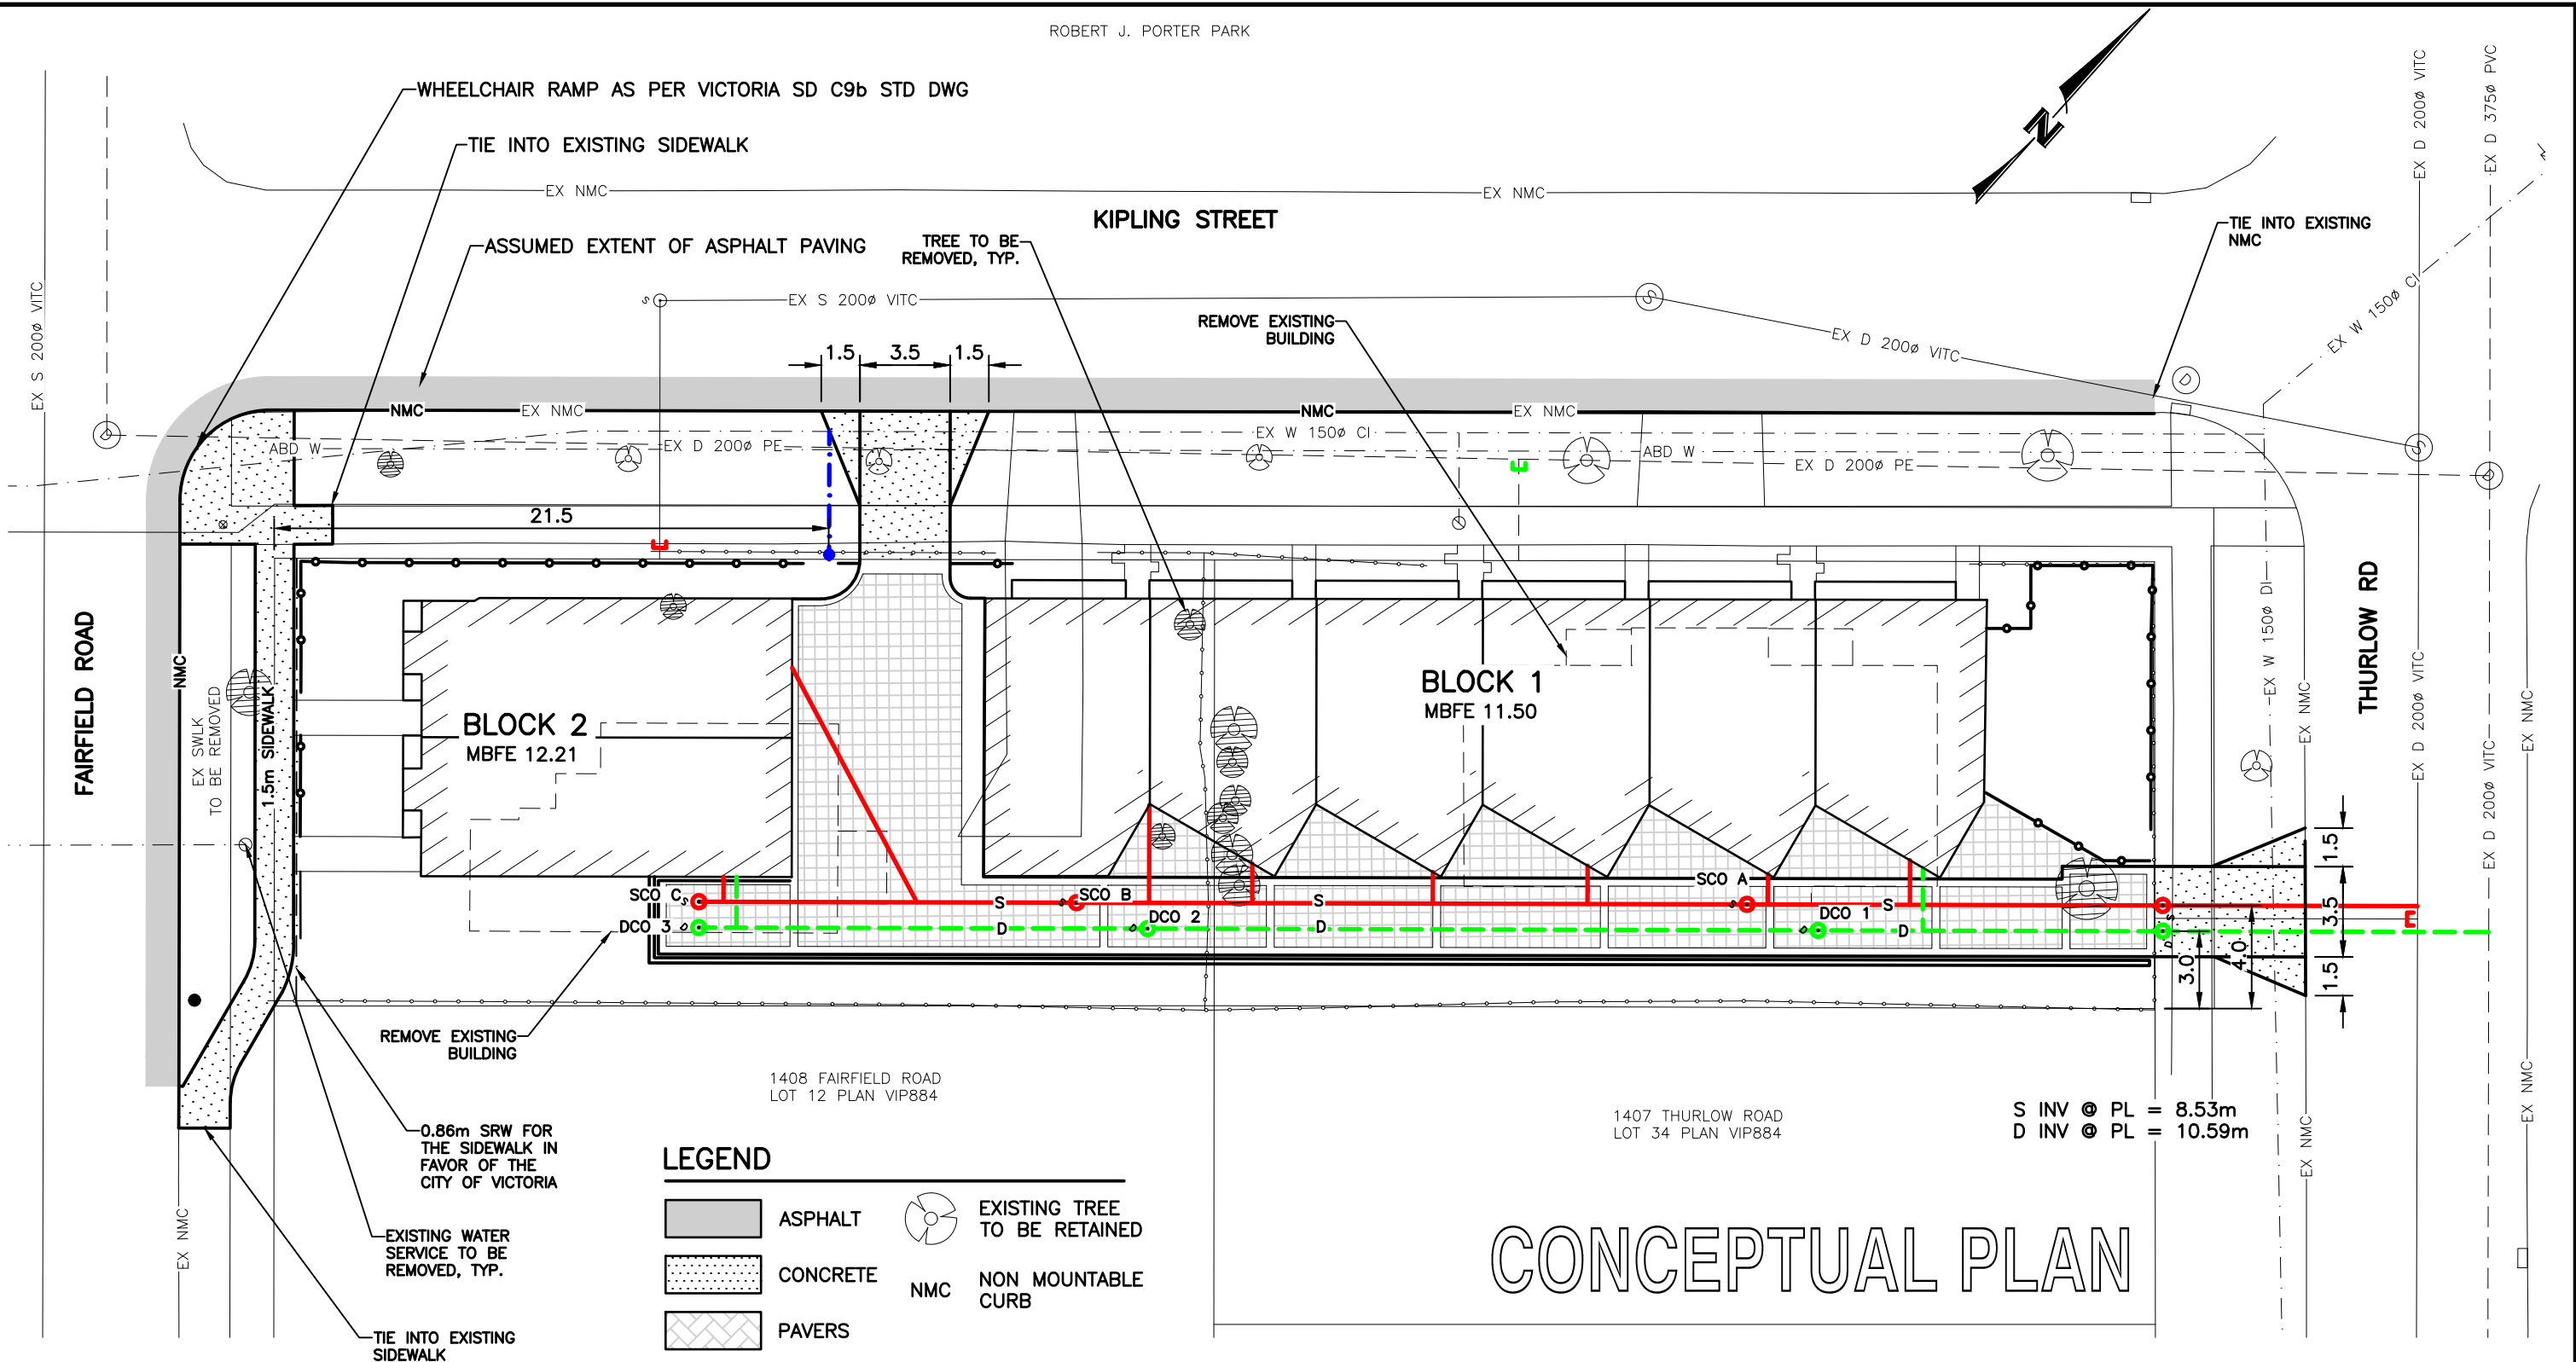 ROBERT J. PORTER PARK
WHEELCHAIR RAMP AS PER VICTORIA SD C9b STD DWG
TIE INTO EXISTING SIDEWALK
EX NMC
EX NMC
KIPLING STREET
N
ASSUMED EXTENT OF ASPHALT PAVING
TREE TO BE
REMOVED, TYP.
TIE INTO EXISTING
NMC
EX D 200ø VITC
EX D 375ø PVC
EX S 200ø VITC
S
EX S 200ø VITC
S
EX D 200ø VITC
EX W 150ø CI
REMOVE EXISTING
BUILDING
1.5
3.5
1.5
D
NMC
EX NMC
NMC
EX NMC
D
ABD W
EX D 200ø PE
EX W 150ø CI
ABD W
EX D 200ø PE
S
D
21.5
FAIRFIELD ROAD
NMC
EX SWLK
TO BE REMOVED
1.5m SIDEWALK
BLOCK 2
MBFE 12.21
BLOCK 1
MBFE 11.50
EX W 150ø DI
EX NMC
THURLOW RD
EX D 200ø VITC
EX D 200ø VITC
EX NMC
SCO C
S
S
S
SCO B
S
SCO A
S
S
DCO 3
D
D
D
DCO 2
D
DCO 1
D
D
S
D
1.5
3.5
1.5
3.0
4.0
REMOVE EXISTING
BUILDING
1408 FAIRFIELD ROAD
LOT 12 PLAN VIP884
1407 THURLOW ROAD
LOT 34 PLAN VIP884
S INV @ PL = 8.53m
D INV @ PL = 10.59m
EX NMC
EX NMC
0.86m SRW FOR
THE SIDEWALK IN
FAVOR OF THE
CITY OF VICTORIA
EX NMC
EXISTING WATER
SERVICE TO BE
REMOVED, TYP.
TIE INTO EXISTING
SIDEWALK
LEGEND
ASPHALT
EXISTING TREE
TO BE RETAINED
CONCRETE
NMC
NON MOUNTABLE
CURB
PAVERS
CONCEPTUAL PLAN